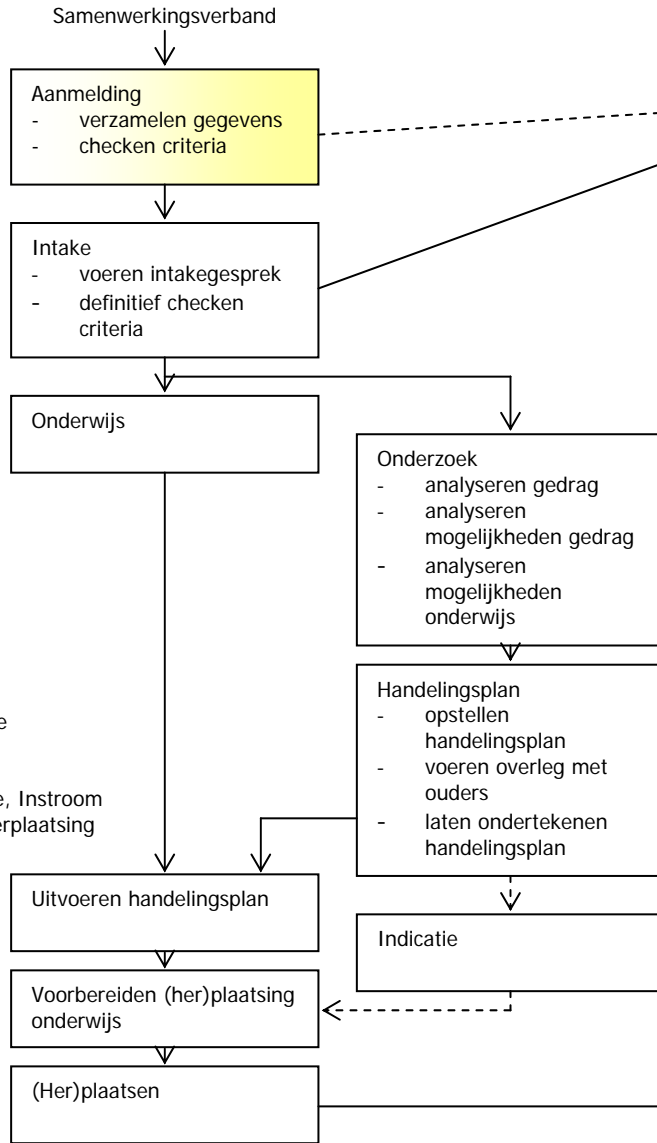 Samenwerkingsverband
Aanmelding
- verzamelen gegevens
- checken criteria
Intake
- voeren intakegesprek
- definitief checken
criteria
Onderwijs
Onderzoek
- analyseren gedrag
- analyseren
mogelijkheden gedrag
- analyseren
mogelijkheden
onderwijs
Handelingsplan
- opstellen
handelingsplan
- voeren overleg met
ouders
- laten ondertekenen
handelingsplan
e
e, Instroom
erplaatsing
Uitvoeren handelingsplan
Indicatie
Voorbereiden (her)plaatsing
onderwijs
(Her)plaatsen